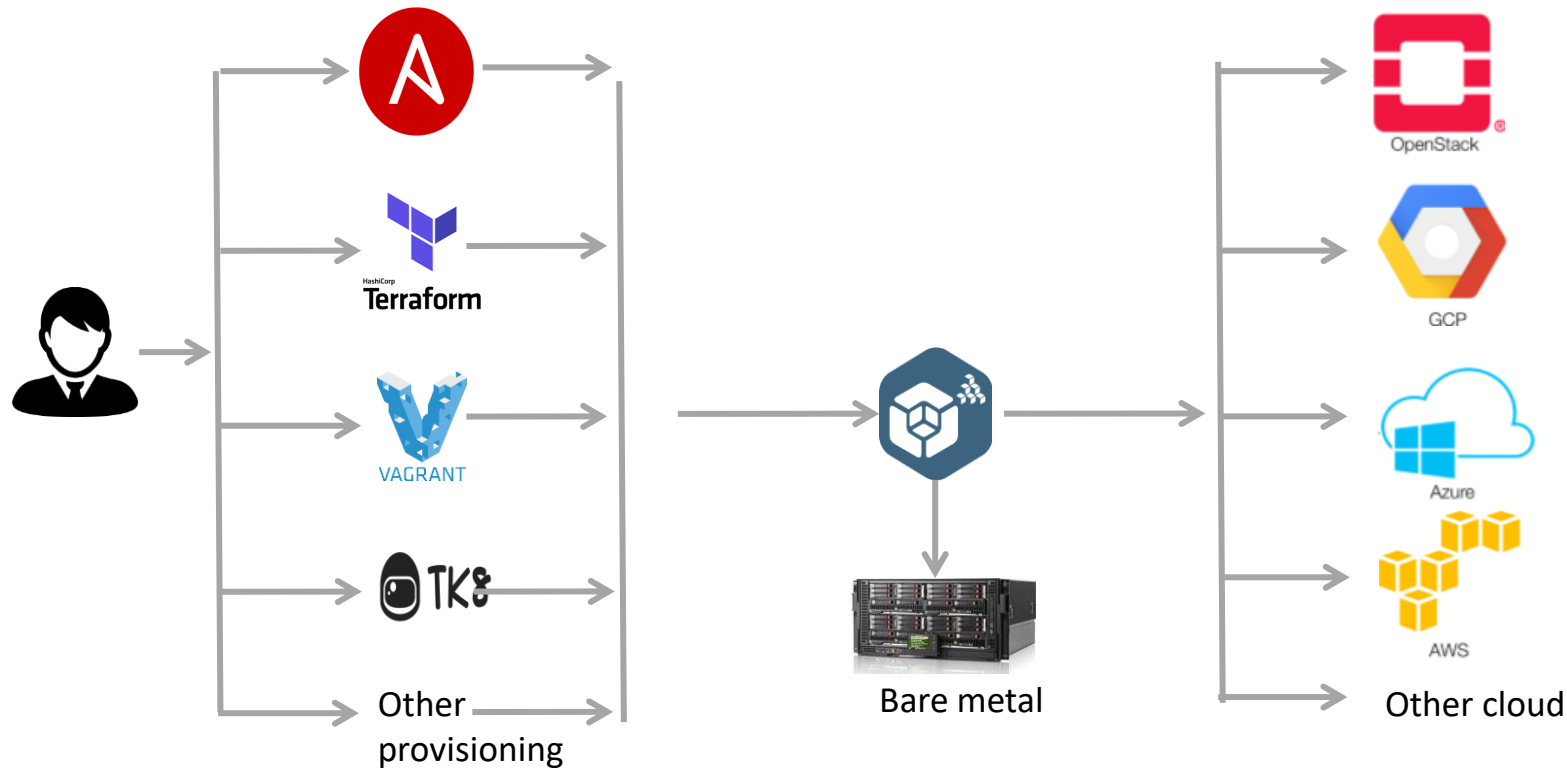 HashiCorp
Terraform
VAGRANT
TK8
Other
provisioning
Bare metal
®
OpenStack
GCP
Azure
AWS
Other cloud